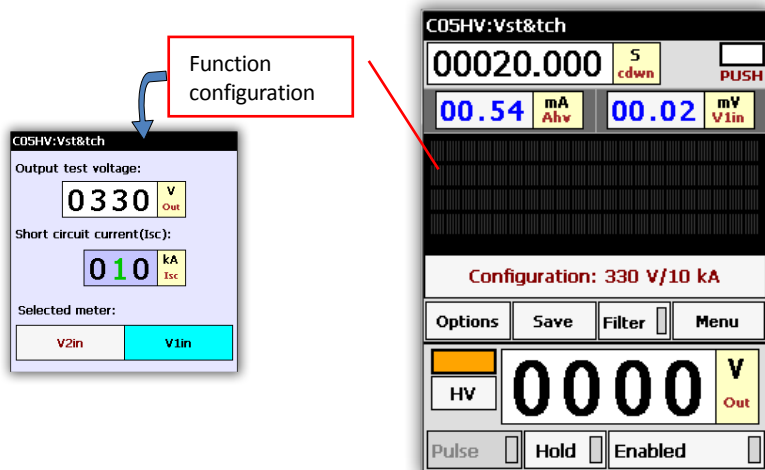 Function
configuration
C05HV:Vst&tch
Output test voltage:
0330 V Out
Short circuit current(Isc):
010 kA Isc
Selected meter:
V2in V1in
C05HV:Vst&tch
00020.000 S cdwn PUSH
00.54 mA Ahv 00.02 mV V1in
Configuration: 330 V/10 kA
Options Save Filter Menu
HV 0000 V Out
Pulse Hold Enabled